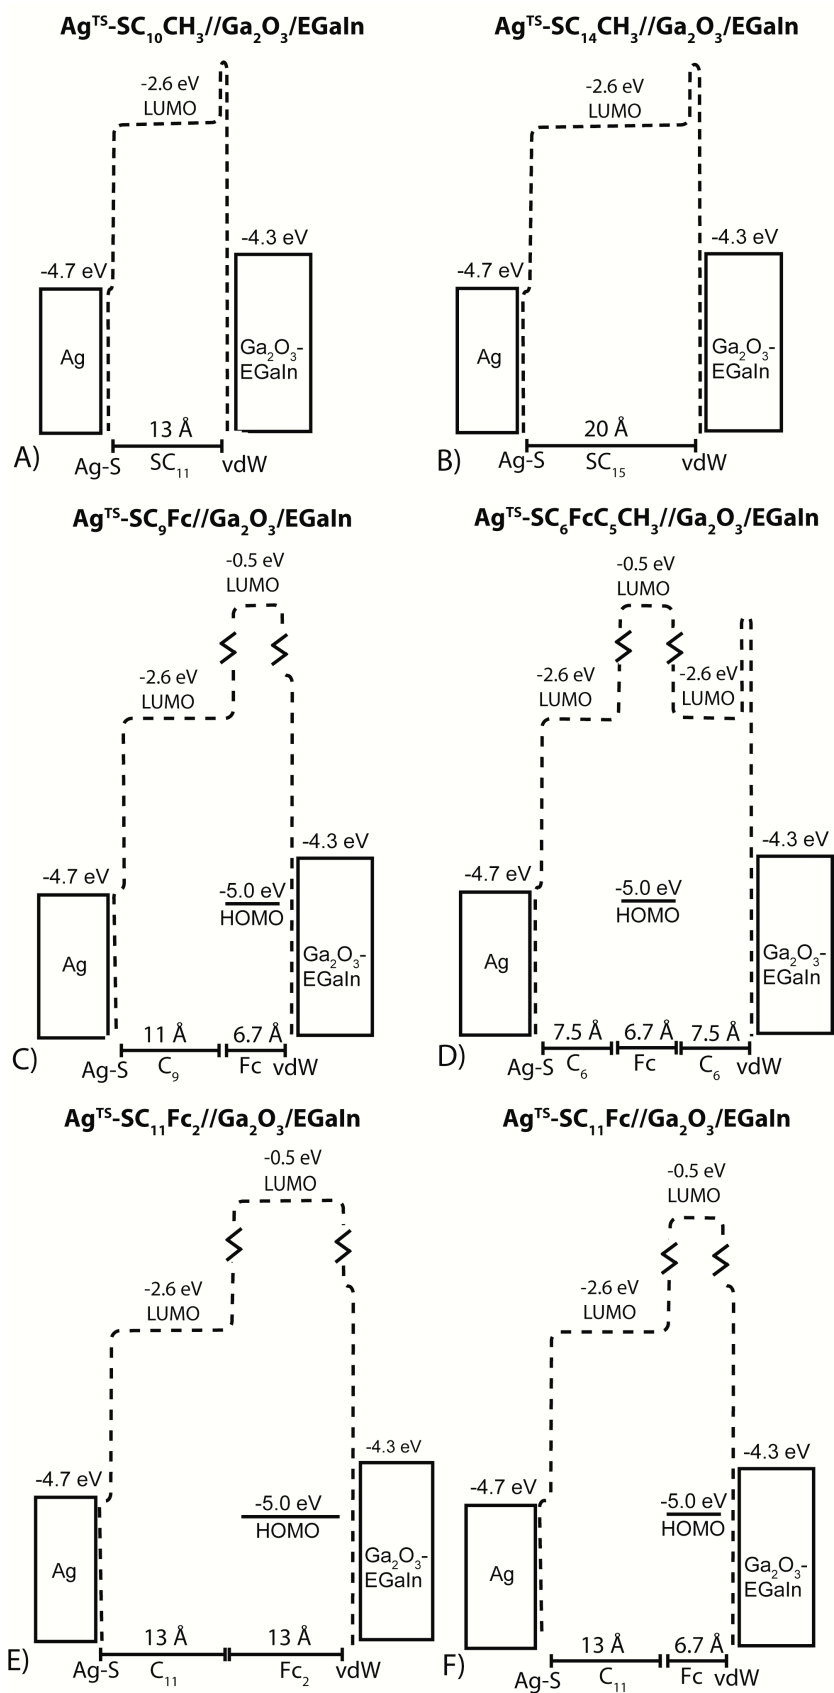 Ag^TS-SC₁₀CH₃//Ga₂O₃/EGaIn
-2.6 eV
LUMO
-4.7 eV
-4.3 eV
Ag
Ga₂O₃-
EGaIn
13 Å
A)
Ag-S
SC₁₁
vdW
Ag^TS-SC₁₄CH₃//Ga₂O₃/EGaIn
-2.6 eV
LUMO
-4.7 eV
-4.3 eV
Ag
Ga₂O₃-
EGaIn
20 Å
B)
Ag-S
SC₁₅
vdW
Ag^TS-SC₉Fc//Ga₂O₃/EGaIn
-0.5 eV
LUMO
-2.6 eV
LUMO
-4.7 eV
-4.3 eV
-5.0 eV
HOMO
Ag
Ga₂O₃-
EGaIn
11 Å
6.7 Å
C)
Ag-S
C₉
Fc
vdW
Ag^TS-SC₆FcC₅CH₃//Ga₂O₃/EGaIn
-0.5 eV
LUMO
-2.6 eV
LUMO
-2.6 eV
LUMO
-4.7 eV
-4.3 eV
-5.0 eV
HOMO
Ag
Ga₂O₃-
EGaIn
7.5 Å
6.7 Å
7.5 Å
D)
Ag-S
C₆
Fc
C₆
vdW
Ag^TS-SC₁₁Fc₂//Ga₂O₃/EGaIn
-0.5 eV
LUMO
-2.6 eV
LUMO
-4.7 eV
-4.3 eV
-5.0 eV
HOMO
Ag
Ga₂O₃-
EGaIn
13 Å
13 Å
E)
Ag-S
C₁₁
Fc₂
vdW
Ag^TS-SC₁₁Fc//Ga₂O₃/EGaIn
-0.5 eV
LUMO
-2.6 eV
LUMO
-4.7 eV
-4.3 eV
-5.0 eV
HOMO
Ag
Ga₂O₃-
EGaIn
13 Å
6.7 Å
F)
Ag-S
C₁₁
Fc
vdW